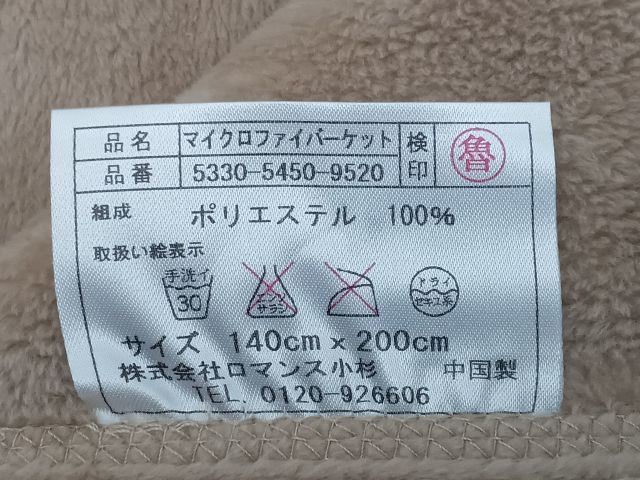 品名 マイクロファイバーケット 検印 魯
品番 5330-5450-9520
組成 ポリエステル 100%
取扱い絵表示
手洗イ 30 エンソ サラシ ドライ セキユ系
サイズ 140cm×200cm
株式会社ロマンス小杉 中国製
TEL. 0120-926606